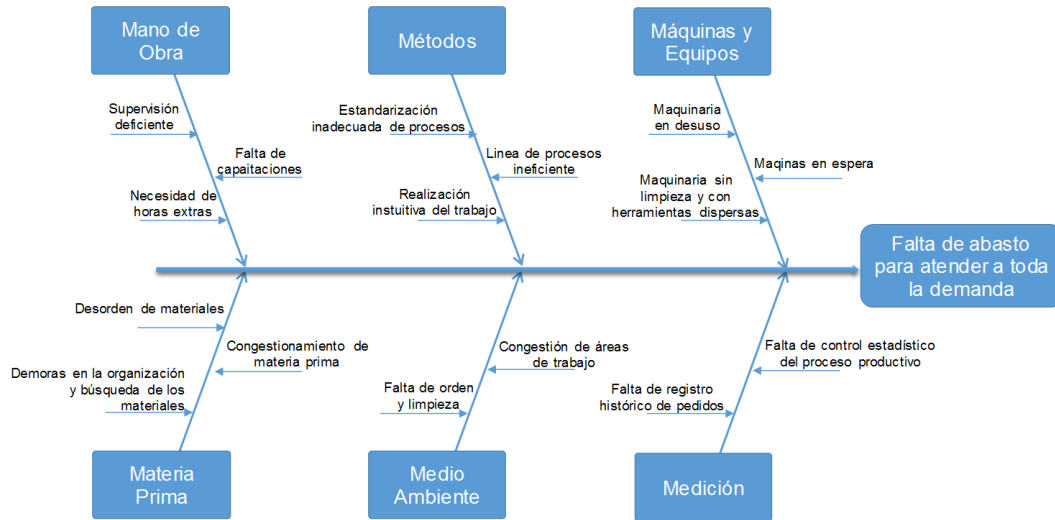 Mano de
Obra
Métodos
Máquinas y
Equipos
Supervisión
deficiente
Falta de
capaitaciones
Necesidad de
horas extras
Estandarización
inadecuada de procesos
Linea de procesos
ineficiente
Realización
instuitiva del trabajo
Maquinaria
en desuso
Maqinas en espera
Maquinaria sin
limpieza y con
herramientas dispersas
Falta de abasto
para atender a toda
la demanda
Desorden de materiales
Congestionamiento de
materia prima
Demoras en la organización
y búsqueda de los
materiales
Congestión de áreas
de trabajo
Falta de orden
y limpieza
Falta de control estadístico
del proceso productivo
Falta de registro
histórico de pedidos
Materia
Prima
Medio
Ambiente
Medición